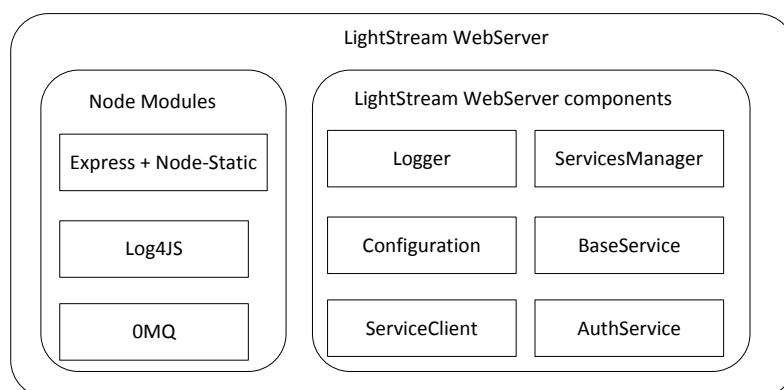 LightStream WebServer
Node Modules
Express + Node-Static
Log4JS
0MQ
LightStream WebServer components
Logger
ServicesManager
Configuration
BaseService
ServiceClient
AuthService